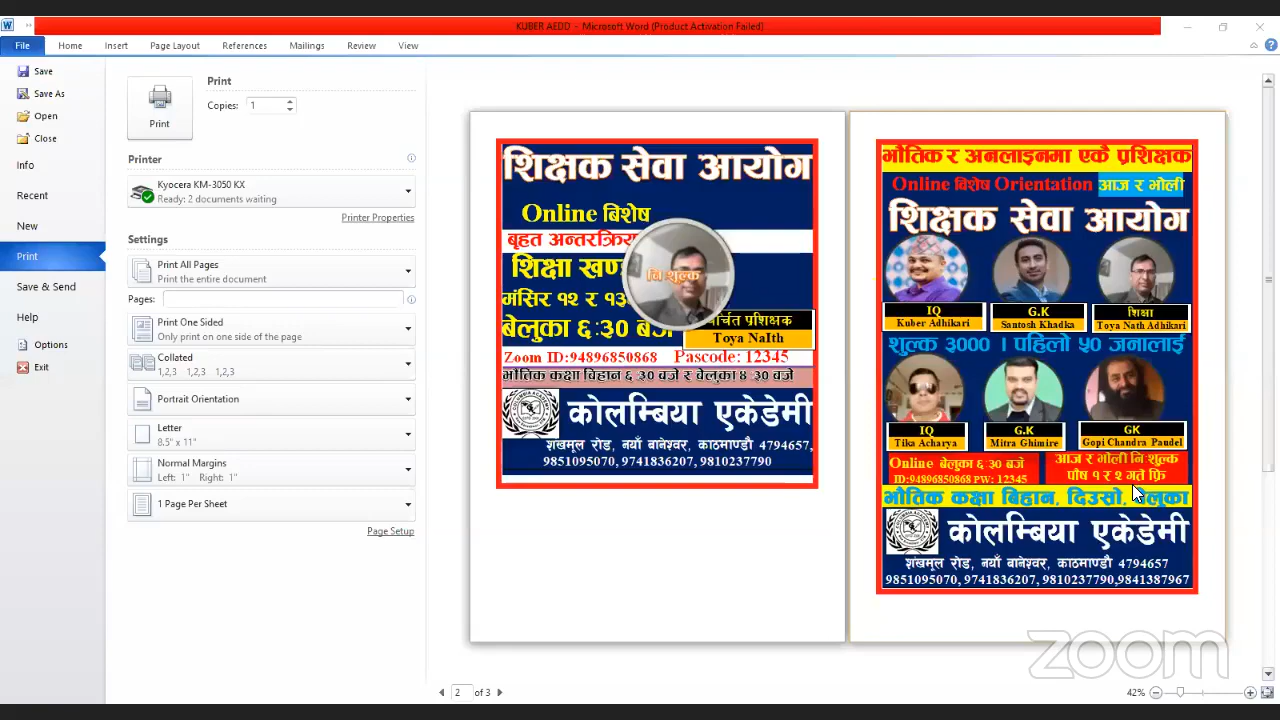 KUBER AEDD - Microsoft Word (Product Activation Failed)
File Home Insert Page Layout References Mailings Review View
Save
Save As
Open
Close
Info
Recent
New
Print
Save & Send
Help
Options
Exit
Print
Print
Copies: 1
Printer
Kyocera KM-3050 KX
Ready: 2 documents waiting
Printer Properties
Settings
Print All Pages
Print the entire document
Pages:
Print One Sided
Only print on one side of the page
Collated
1,2,3 1,2,3 1,2,3
Portrait Orientation
Letter
8.5" x 11"
Normal Margins
Left: 1" Right: 1"
1 Page Per Sheet
Page Setup
शिक्षक सेवा आयोग
Online बिशेष
बृहत अन्तरक्रि
नि शुल्क
शिक्षा खण
मंसिर १२ र १३
बेलुका ६:३० बजे
चर्चित प्रशिक्षक
Toya NaIth
Zoom ID:94896850868 Pascode: 12345
भौतिक कक्षा बिहान ६ :३० बजे र वेलुका ४ :३० बजे
कोलम्बिया एकेडेमी
शंखमूल रोड, नयाँ बानेश्वर, काठमाण्डौ 4794657,
9851095070, 9741836207, 9810237790
भौतिक र अनलाइनमा एकै प्रशिक्षक
Online बिशेष Orientation आज र भोली
शिक्षक सेवा आयोग
IQ
Kuber Adhikari
G.K
Santosh Khadka
शिक्षा
Toya Nath Adhikari
शुल्क ३००० । पहिलो ५० जनालाई
IQ
Tika Acharya
G.K
Mitra Ghimire
GK
Gopi Chandra Paudel
Online बेलुका ६ ३० बजे
ID:94896850868 PW: 12345
आज र भोली नि शुल्क
पौष १ र २ गते फ्रि
भौतिक कक्षा बिहान, दिउसो, बेलुका
कोलम्बिया एकेडेमी
शंखमूल रोड, नयाँ बानेश्वर, काठमाण्डौ 4794657
9851095070, 9741836207, 9810237790,9841387967
zoom
2 of 3
42%